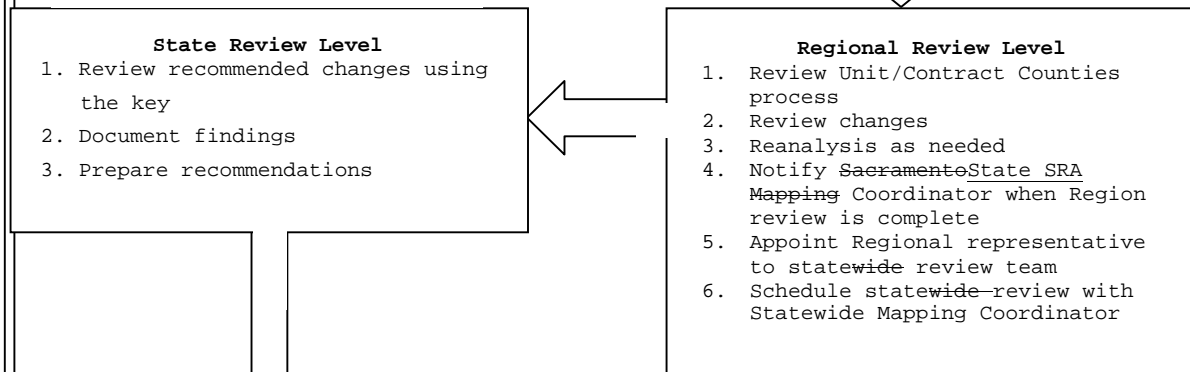 State Review Level
1. Review recommended changes using
the key
2. Document findings
3. Prepare recommendations
Regional Review Level
1. Review Unit/Contract Counties
process
2. Review changes
3. Reanalysis as needed
4. Notify SacramentoState SRA
Mapping Coordinator when Region
review is complete
5. Appoint Regional representative
to statewide review team
6. Schedule statewide review with
Statewide Mapping Coordinator